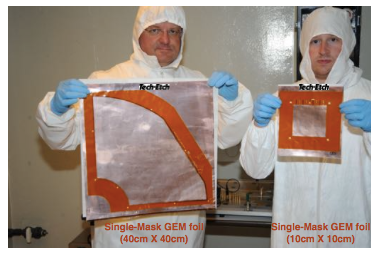 Tech-Etch
Tech-Etch
Single-Mask GEM foil
(40cm X 40cm)
Single-Mask GEM foil
(10cm X 10cm)